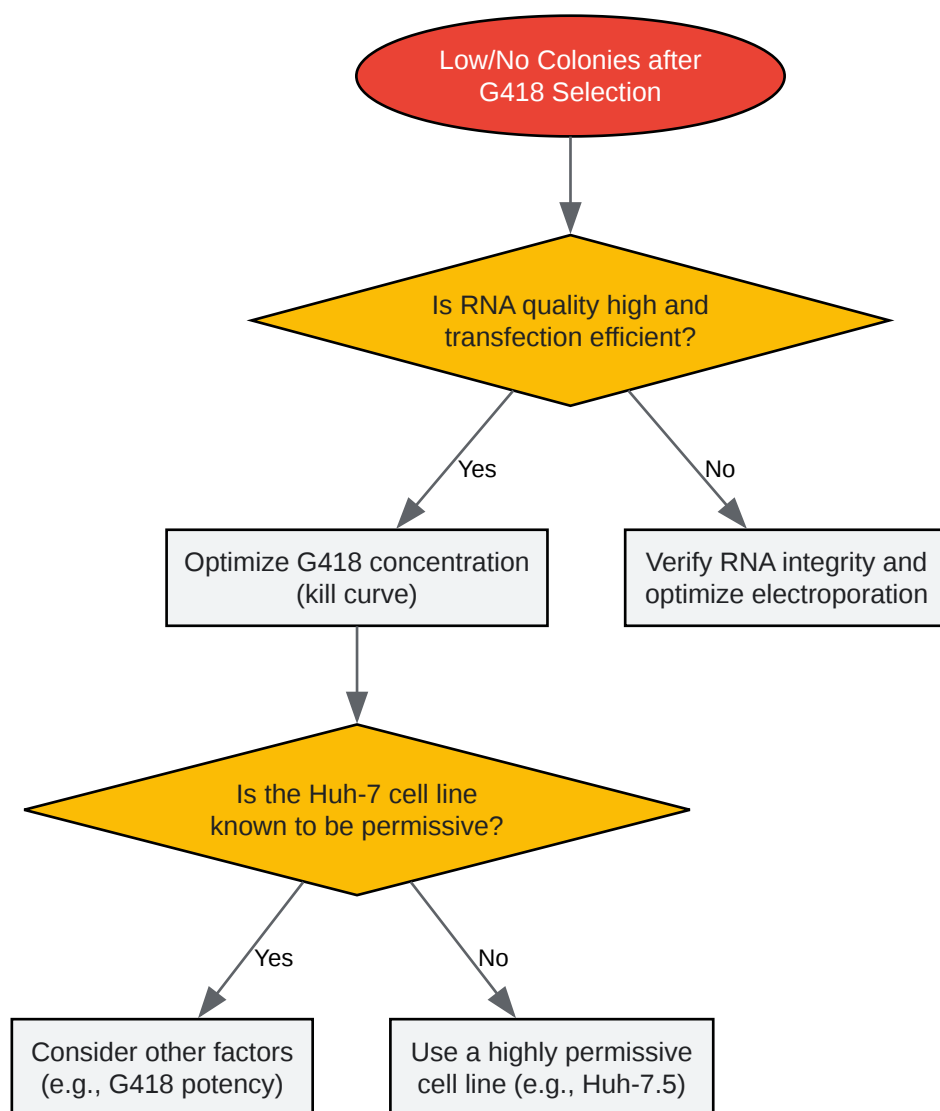 Low/No Colonies after
G418 Selection
Is RNA quality high and
transfection efficient?
Yes
No
Optimize G418 concentration
(kill curve)
Verify RNA integrity and
optimize electroporation
Is the Huh-7 cell line
known to be permissive?
Yes
No
Consider other factors
(e.g., G418 potency)
Use a highly permissive
cell line (e.g., Huh-7.5)